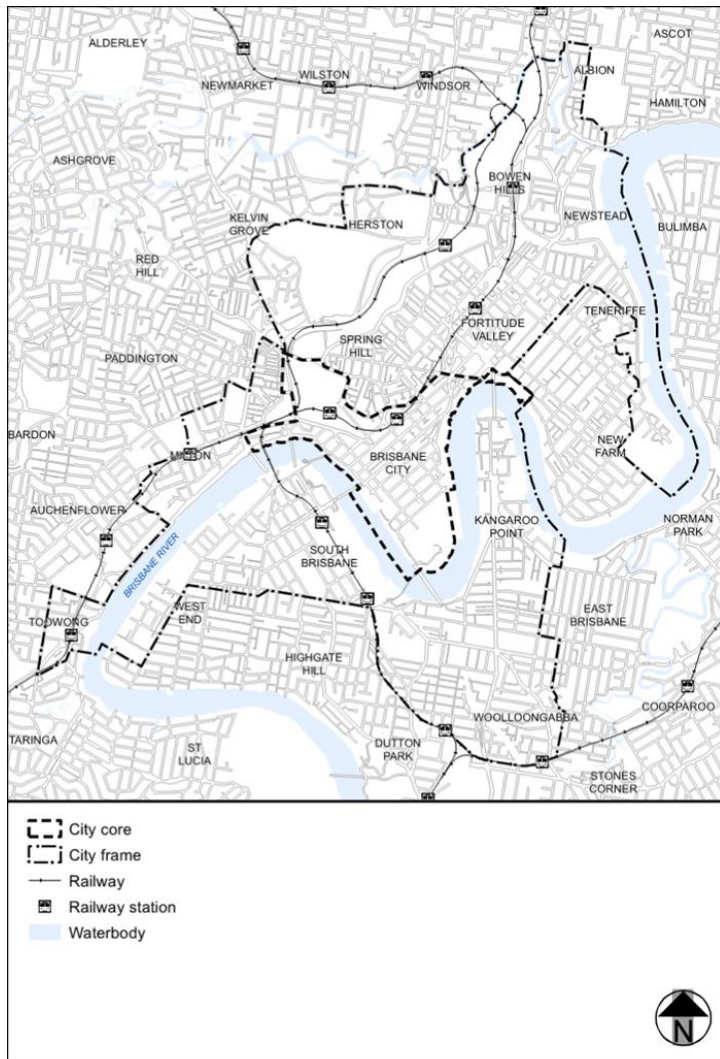 ASCOT
ALDERLEY
ALBION
WILSTON
WINDSOR
NEWMARKET
HAMILTON
ASHGROVE
BOWEN
HILLS
NEWSTEAD
KELVIN
GROVE
HERSTON
BULIMBA
RED
HILL
TENERIFFE
FORTITUDE
VALLEY
SPRING
HILL
PADDINGTON
BARDON
NEW
FARM
MILTON
BRISBANE
CITY
AUCHENFLOWER
KANGAROO
POINT
NORMAN
PARK
BRISBANE RIVER
SOUTH
BRISBANE
WEST
END
EAST
BRISBANE
TOOWONG
HIGHGATE
HILL
COORPAROO
WOOLLOONGABBA
TARINGA
ST
LUCIA
DUTTON
PARK
STONES
CORNER
City core
City frame
Railway
Railway station
Waterbody
N